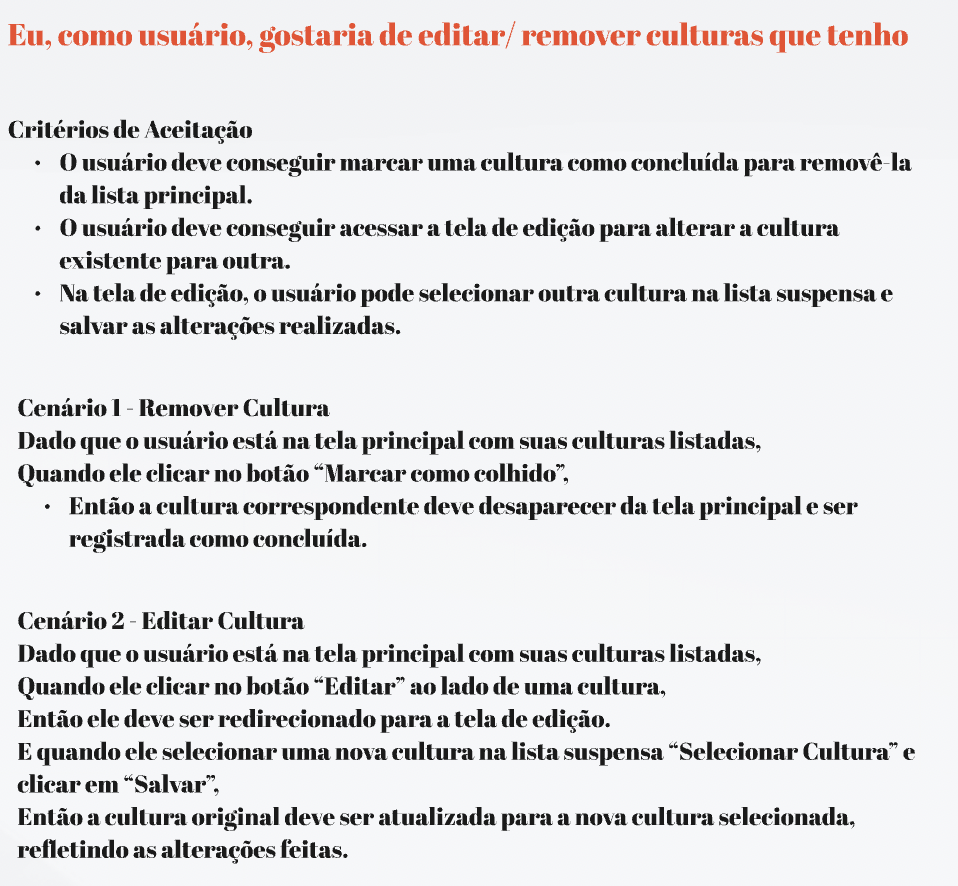 Eu, como usuário, gostaria de editar/ remover culturas que tenho
Critérios de Aceitação
• O usuário deve conseguir marcar uma cultura como concluída para removê-la
da lista principal.
• O usuário deve conseguir acessar a tela de edição para alterar a cultura
existente para outra.
• Na tela de edição, o usuário pode selecionar outra cultura na lista suspensa e
salvar as alterações realizadas.
Cenário 1 - Remover Cultura
Dado que o usuário está na tela principal com suas culturas listadas,
Quando ele clicar no botão “Marcar como colhido”,
• Então a cultura correspondente deve desaparecer da tela principal e ser
registrada como concluída.
Cenário 2 - Editar Cultura
Dado que o usuário está na tela principal com suas culturas listadas,
Quando ele clicar no botão “Editar” ao lado de uma cultura,
Então ele deve ser redirecionado para a tela de edição.
E quando ele selecionar uma nova cultura na lista suspensa “Selecionar Cultura” e
clicar em “Salvar”,
Então a cultura original deve ser atualizada para a nova cultura selecionada,
refletindo as alterações feitas.